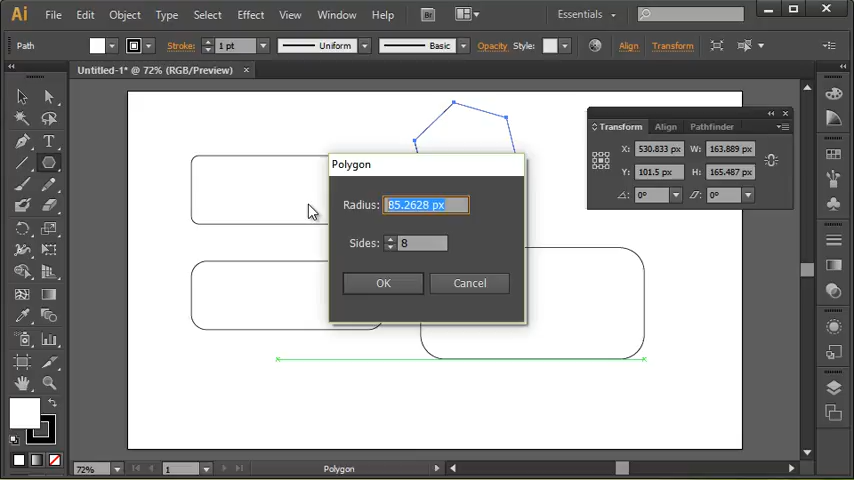 Ai File Edit Object Type Select Effect View Window Help Br Essentials
Path Stroke: 1 pt Uniform Basic Opacity Style: Align Transform
Untitled-1* @ 72% (RGB/Preview) ×
Transform Align Pathfinder
X: 530.833 px W: 163.889 px
Y: 101.5 px H: 165.487 px
0° 0°
Polygon
Radius: 85.2628 px
Sides: 8
OK Cancel
72% 1 Polygon